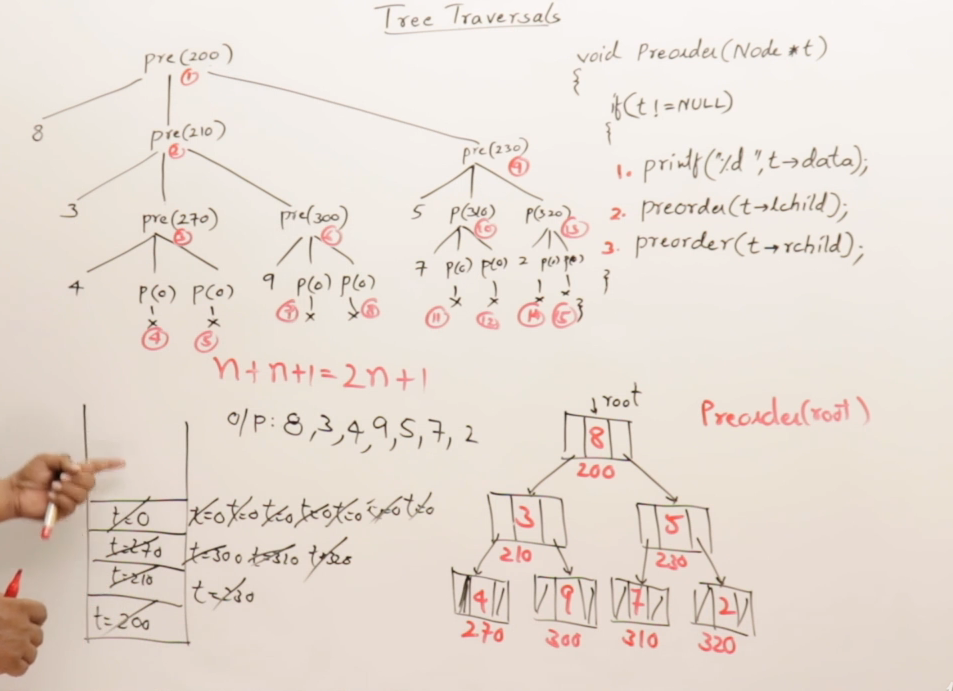 Tree Traversals
pre(200)
1
8
pre(210)
2
pre(230)
9
3
pre(270)
3
pre(300)
6
5
p(310)
10
p(320)
13
4
p(0) p(0)
4
5
9
p(0) p(0)
7
8
7
p(0) p(0)
11
12
2
p(0) p(0)
14
15
void Preorder(Node *t)
{
if(t!=NULL)
{
1. printf("%d ",t→data);
2. preorder(t→lchild);
3. preorder(t→rchild);
}
}
n+n+1=2n+1
o/p: 8,3,4,9,5,7,2
t=0 t=0 t=0 t=0 t=0 t=0 t=0 t=0
t=270 t=300 t=310 t=320
t=210 t=230
t=200
root
Preorder(root)
8
200
3
210
5
230
4
270
9
300
7
310
2
320